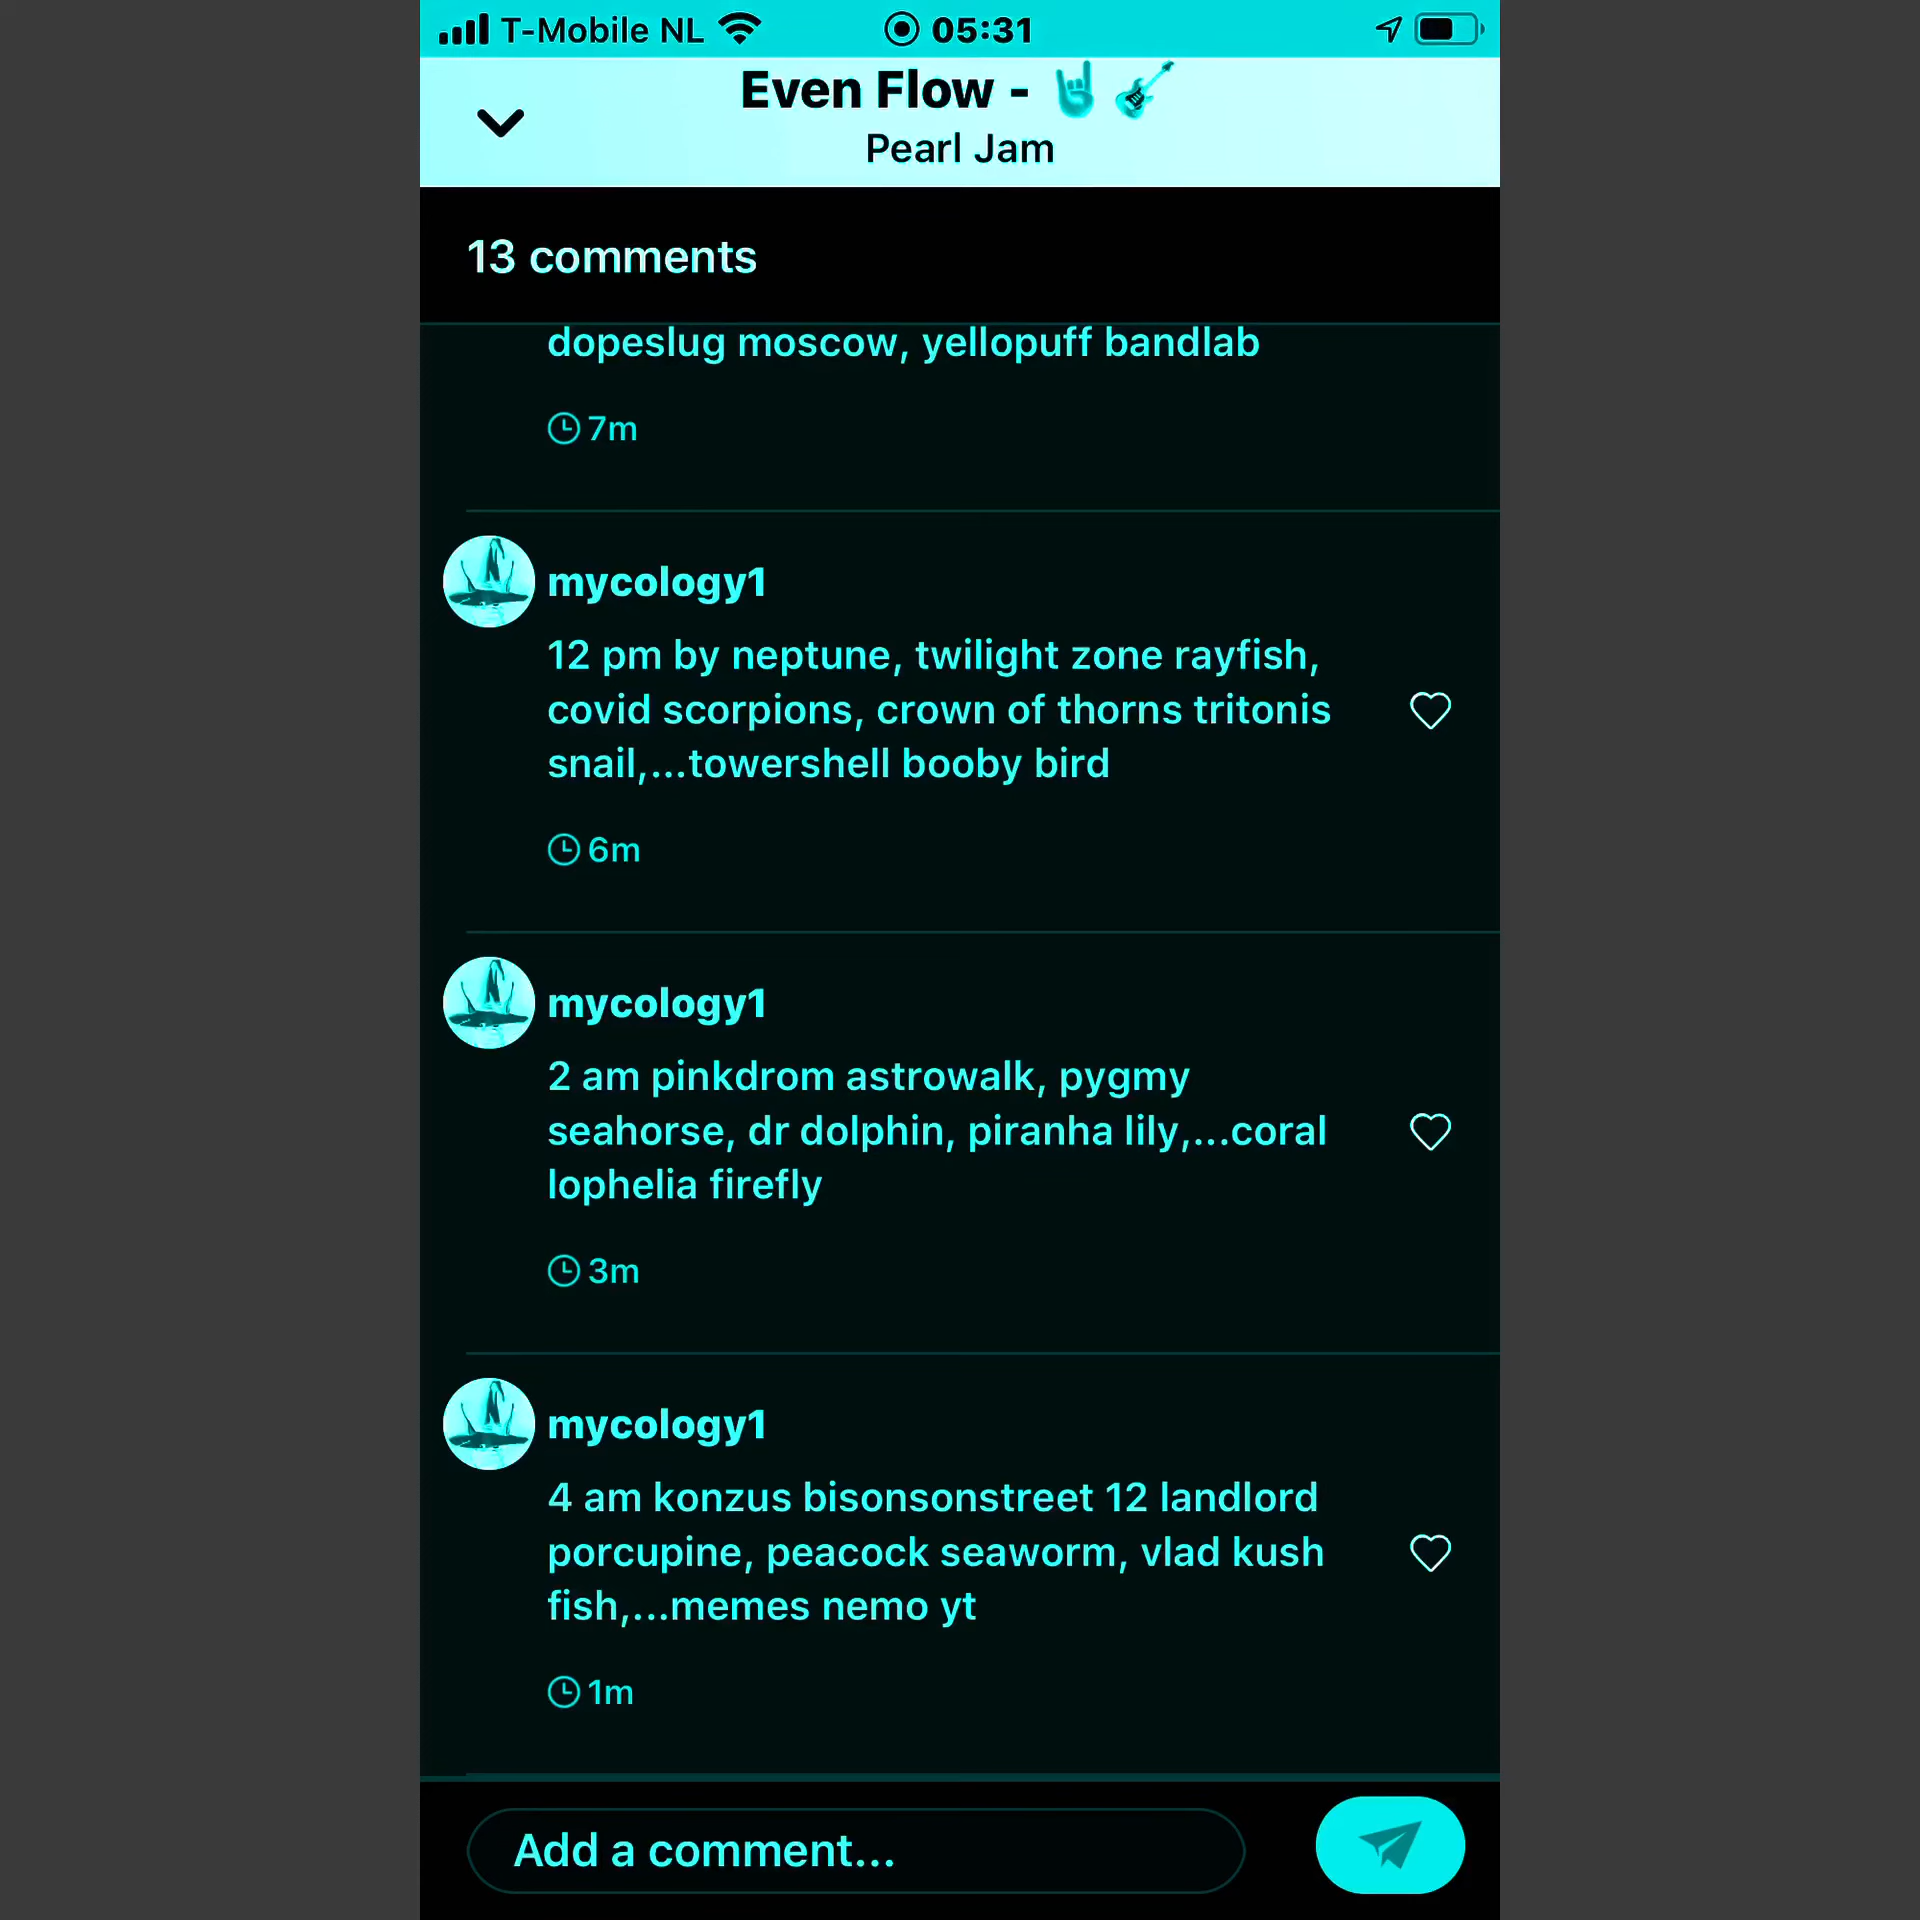 T-Mobile NL 05:31
Even Flow - 🤘 🎸
Pearl Jam
13 comments
dopeslug moscow, yellopuff bandlab
7m
mycology1
12 pm by neptune, twilight zone rayfish,
covid scorpions, crown of thorns tritonis
snail,...towershell booby bird
6m
mycology1
2 am pinkdrom astrowalk, pygmy
seahorse, dr dolphin, piranha lily,...coral
lophelia firefly
3m
mycology1
4 am konzus bisonsonstreet 12 landlord
porcupine, peacock seaworm, vlad kush
fish,...memes nemo yt
1m
Add a comment...